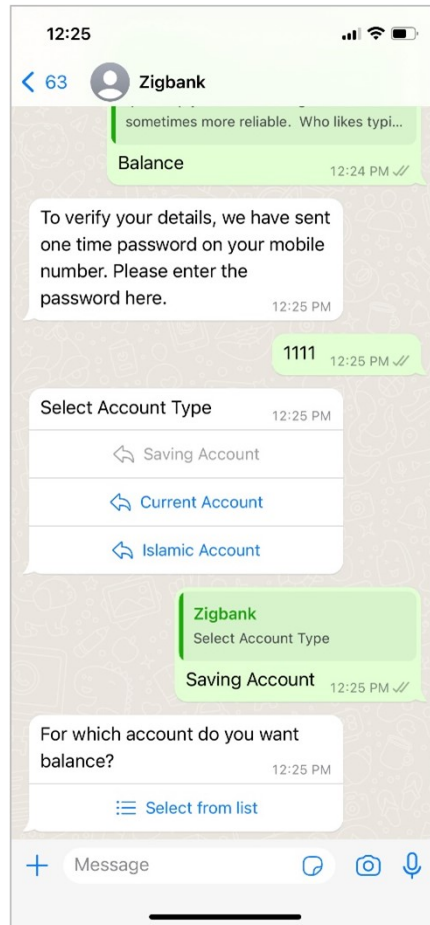 12:25
63 Zigbank
sometimes more reliable. Who likes typi...
Balance
12:24 PM
To verify your details, we have sent
one time password on your mobile
number. Please enter the
password here.
12:25 PM
1111
12:25 PM
Select Account Type
12:25 PM
Saving Account
Current Account
Islamic Account
Zigbank
Select Account Type
Saving Account
12:25 PM
For which account do you want
balance?
12:25 PM
Select from list
Message